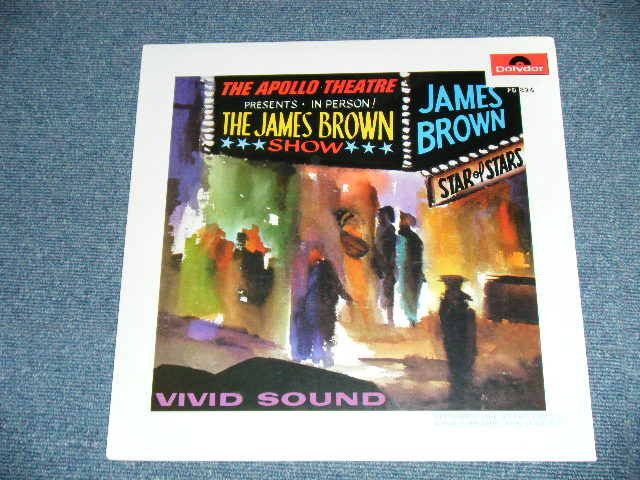 Polydor
THE APOLLO THEATRE
PRESENTS · IN PERSON!
THE JAMES BROWN
★★★SHOW★★★
JAMES
BROWN
STAR of STARS
VIVID SOUND